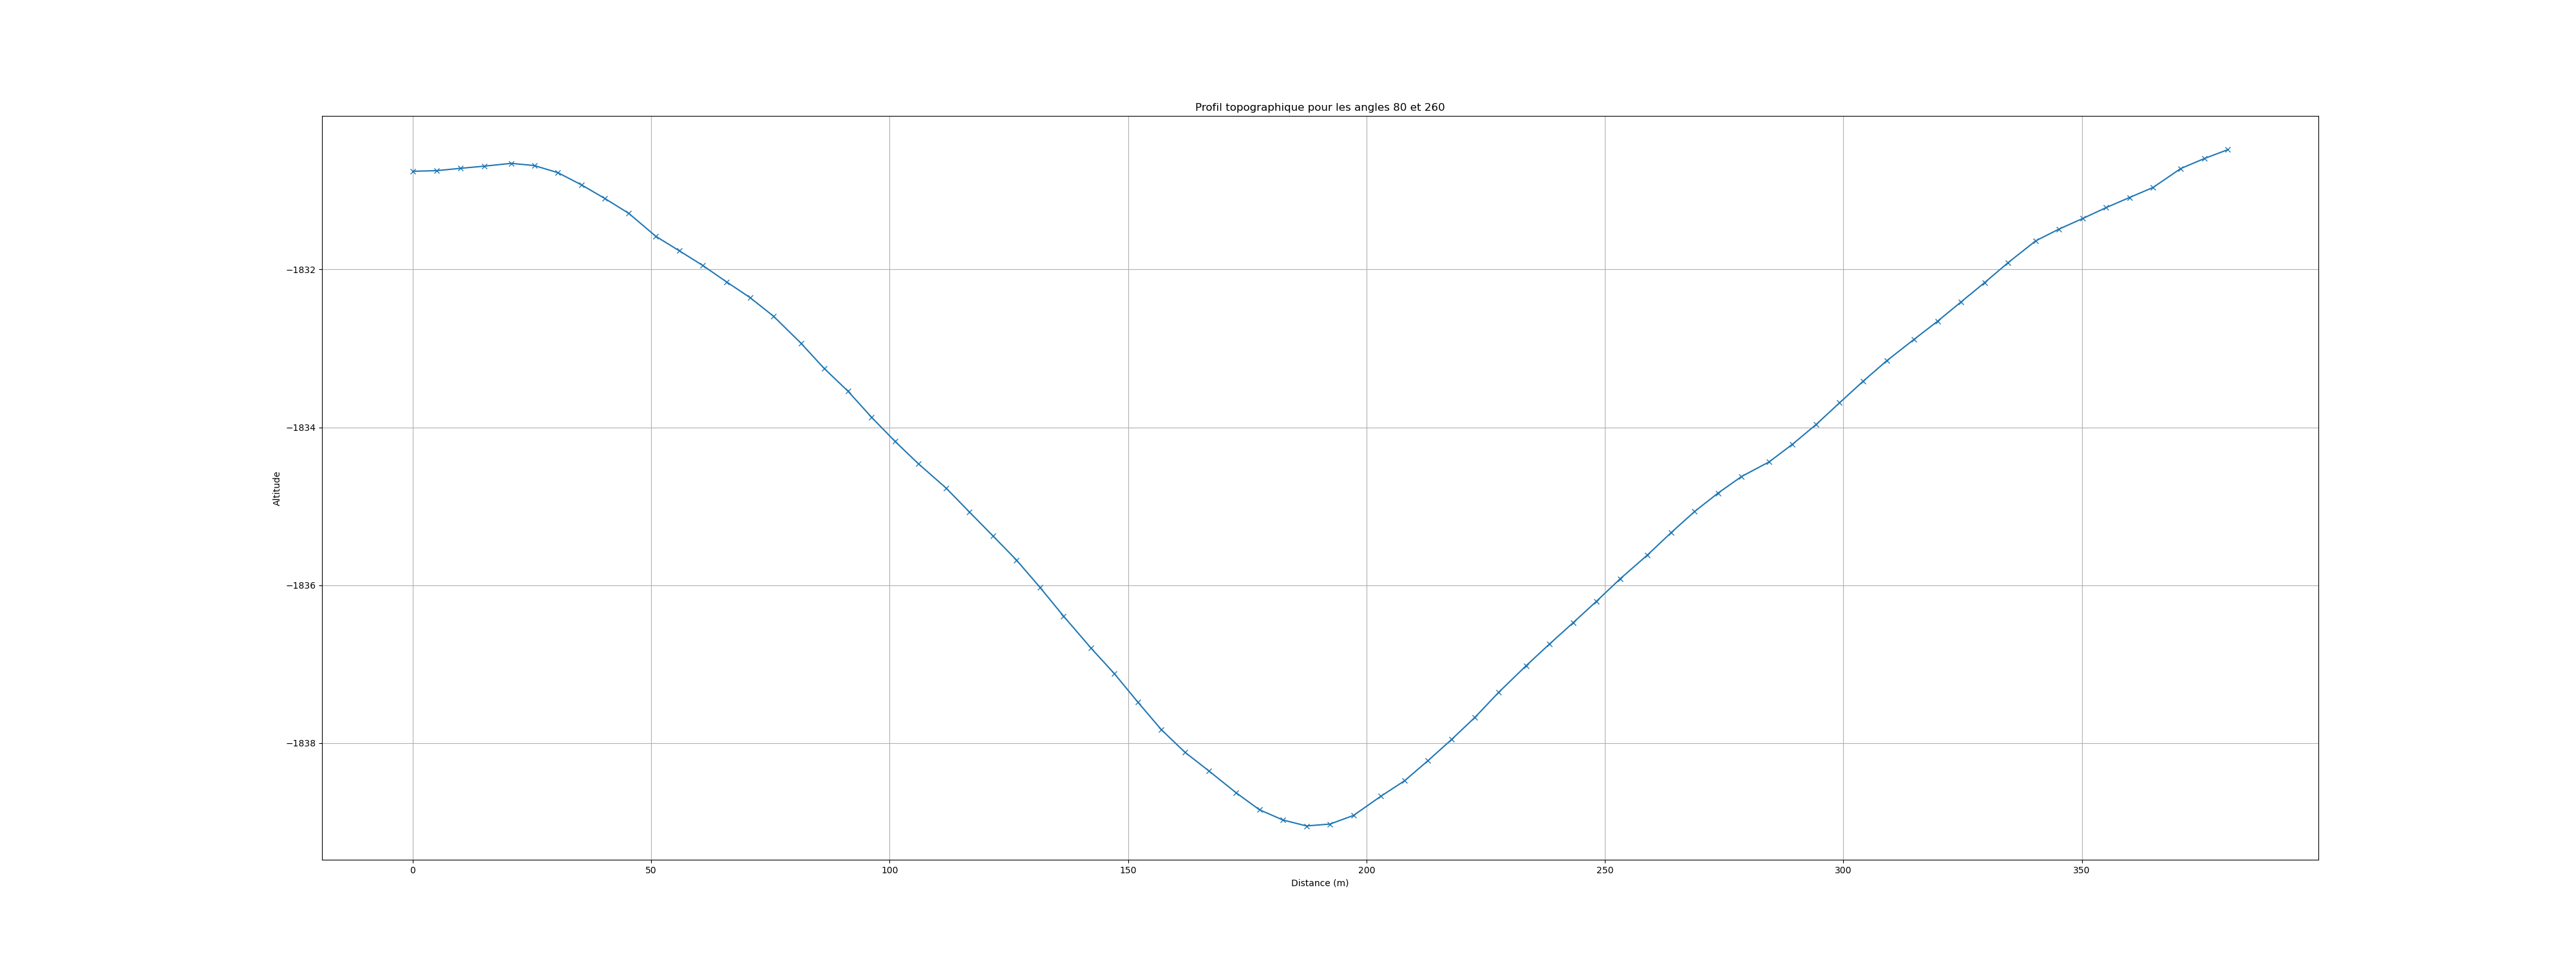 Profil topographique pour les angles 80 et 260
−1832
−1834
−1836
−1838
Altitude
0 50 100 150 200 250 300 350
Distance (m)